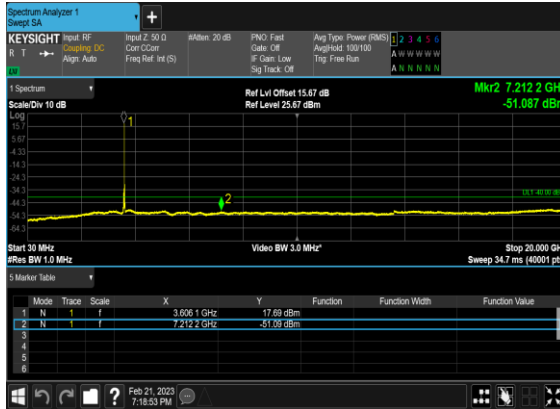 Spectrum Analyzer 1
Swept SA
+
KEYSIGHT Input: RF Input Z: 50 Ω #Atten: 20 dB PNO: Fast Avg Type: Power (RMS) 1 2 3 4 5 6
R T Coupling: DC Corr CCorr Gate: Off Avg|Hold: 100/100 A W W W W W
Align: Auto Freq Ref: Int (S) IF Gain: Low Trig: Free Run
Sig Track: Off A N N N N N
LU
1 Spectrum Ref Lvl Offset 15.67 dB Mkr2 7.212 2 GH
Scale/Div 10 dB Ref Level 25.67 dBm -51.087 dB
Log
15.7
5.67
-4.33
-14.3
-24.3
-34.3
-44.3
-54.3
-64.3
1
2
DL1 -40.00 dB
Start 30 MHz Video BW 3.0 MHz* Stop 20.000 GH
#Res BW 1.0 MHz Sweep 34.7 ms (40001 pt
5 Marker Table
Mode Trace Scale X Y Function Function Width Function Value
1 N 1 f 3.606 1 GHz 17.69 dBm
2 N 1 f 7.212 2 GHz -51.09 dBm
3
4
5
6
? Feb 21, 2023
7:18:53 PM